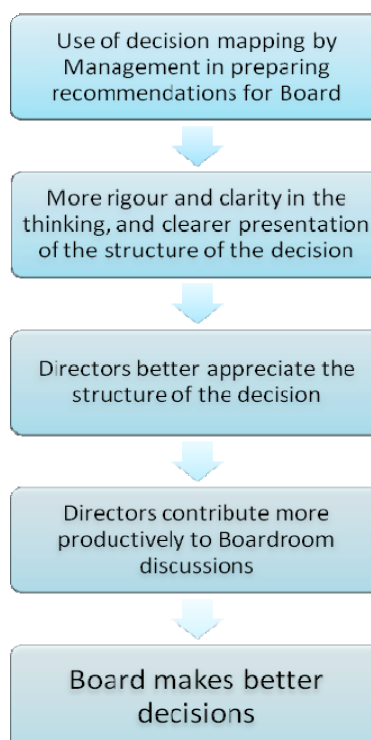 Use of decision mapping by
Management in preparing
recommendations for Board
More rigour and clarity in the
thinking, and clearer presentation
of the structure of the decision
Directors better appreciate the
structure of the decision
Directors contribute more
productively to Boardroom
discussions
Board makes better
decisions